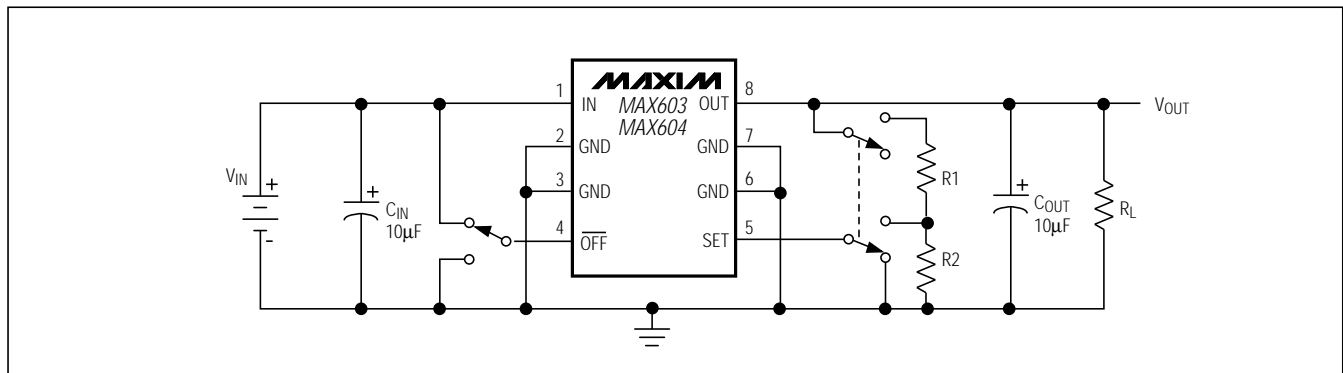 MAXIM
MAX603
MAX604
1
IN
2
GND
3
GND
4
OFF
8
OUT
7
GND
6
GND
5
SET
VIN
+
-
+
CIN
10µF
R1
R2
+
COUT
10µF
RL
VOUT